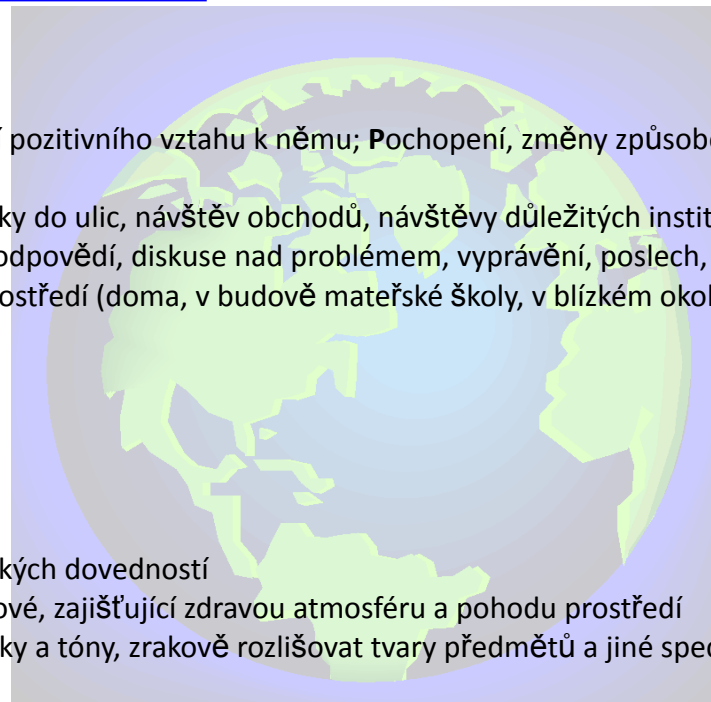 pozitivního vztahu k němu; Pochopení, změny způsob
ky do ulic, návštěv obchodů, návštěvy důležitých instit
odpovědí, diskuse nad problémem, vyprávění, poslech,
ostředí (doma, v budově mateřské školy, v blízkém okol
kých dovedností
ové, zajišťující zdravou atmosféru a pohodu prostředí
ky a tóny, zrakově rozlišovat tvary předmětů a jiné spec